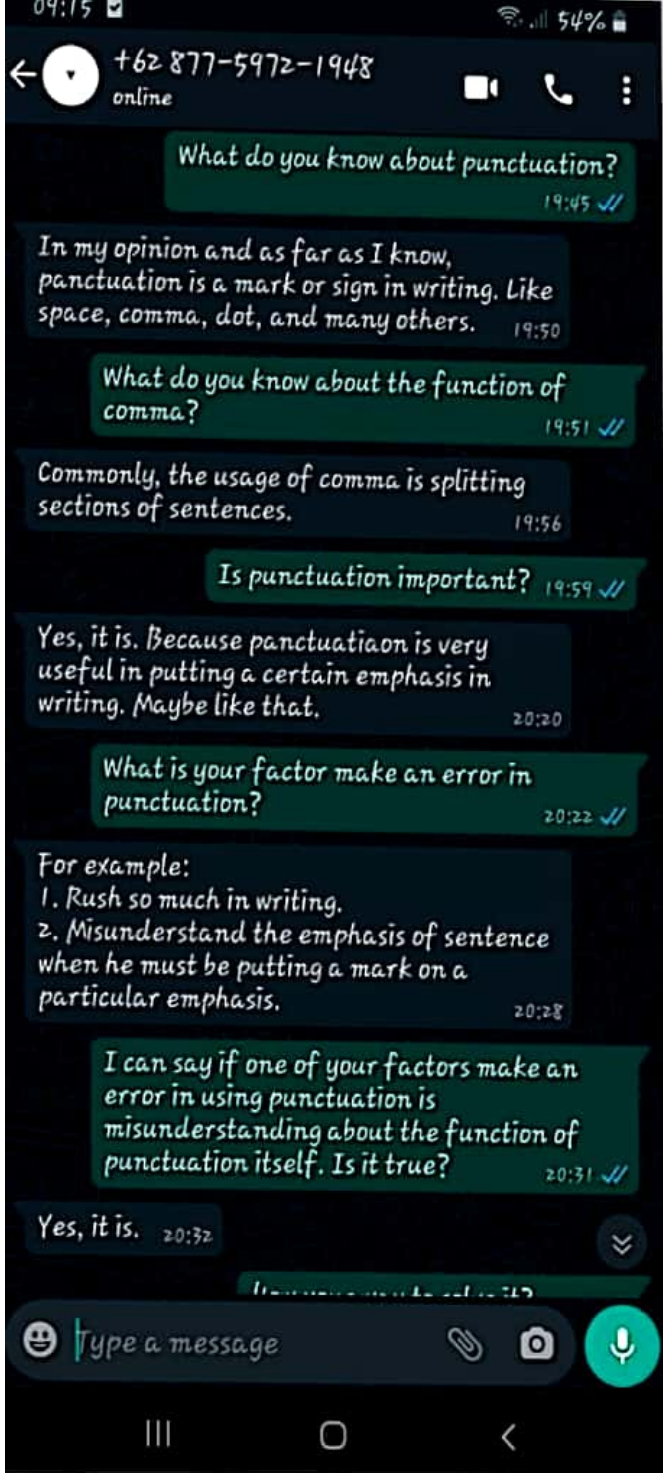 09:15 54%
+62 877-5972-1948
online
What do you know about punctuation?
19:45
In my opinion and as far as I know,
panctuation is a mark or sign in writing. Like
space, comma, dot, and many others. 19:50
What do you know about the function of
comma?
19:51
Commonly, the usage of comma is splitting
sections of sentences.
19:56
Is punctuation important? 19:59
Yes, it is. Because panctuatiaon is very
useful in putting a certain emphasis in
writing. Maybe like that.
20:20
What is your factor make an error in
punctuation?
20:22
For example:
1. Rush so much in writing.
2. Misunderstand the emphasis of sentence
when he must be putting a mark on a
particular emphasis.
20:28
I can say if one of your factors make an
error in using punctuation is
misunderstanding about the function of
punctuation itself. Is it true?
20:31
Yes, it is. 20:32
Type a message